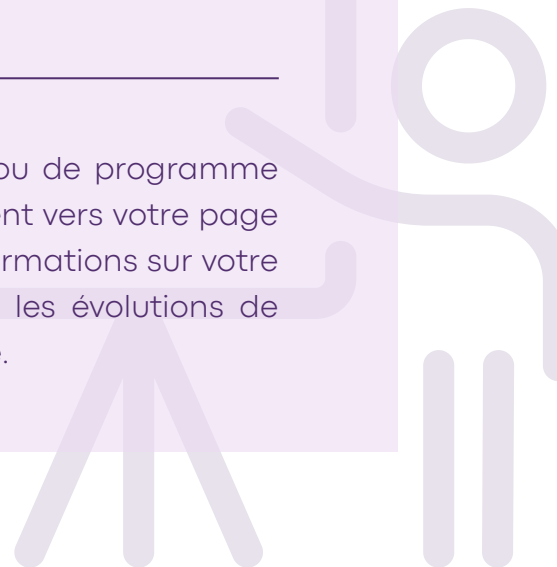 ou de programme
nt vers votre page
rmations sur votre
les évolutions de
.